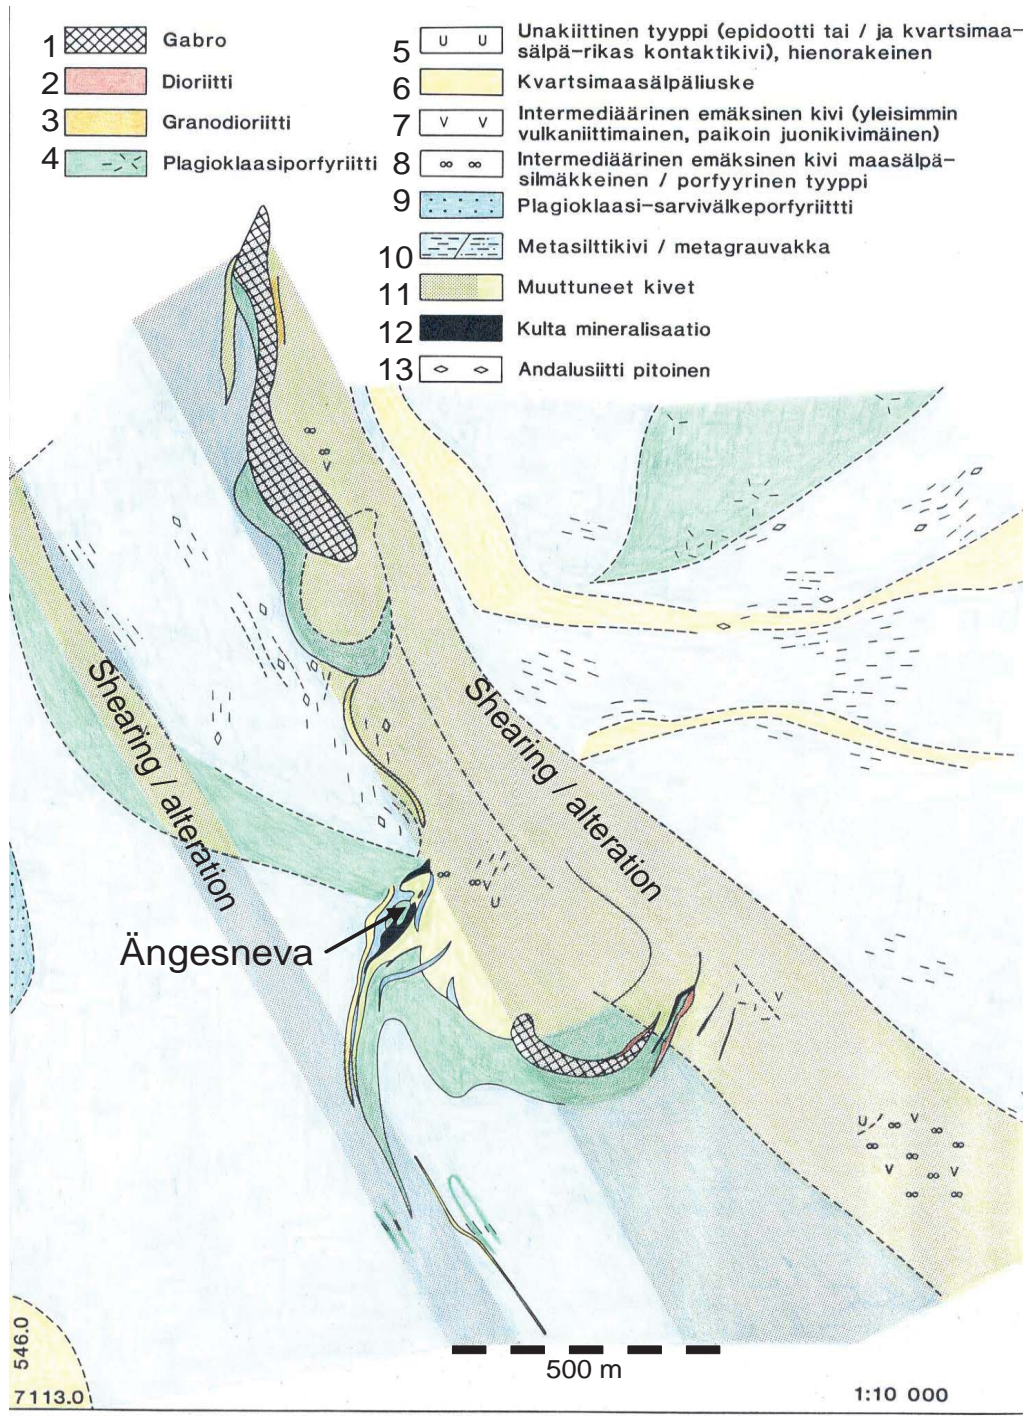 1 Gabro
2 Dioriitti
3 Granodioriitti
4 Plagioklaasiporfyriitti
5 Unakiittinen tyyppi (epidootti tai / ja kvartsimaa-
sälpä-rikas kontaktikivi), hienorakeinen
6 Kvartsimaasälpäliuske
7 Intermediäärinen emäksinen kivi (yleisimmin
vulkaniittimainen, paikoin juonikivimäinen)
8 Intermediäärinen emäksinen kivi maasälpä-
silmäkkeinen / porfyyrinen tyyppi
9 Plagioklaasi-sarvivälkeporfyriittti
10 Metasilttikivi / metagrauvakka
11 Muuttuneet kivet
12 Kulta mineralisaatio
13 Andalusiitti pitoinen
Shearing / alteration
Shearing / alteration
Ängesneva
500 m
546.0
7113.0
1:10 000